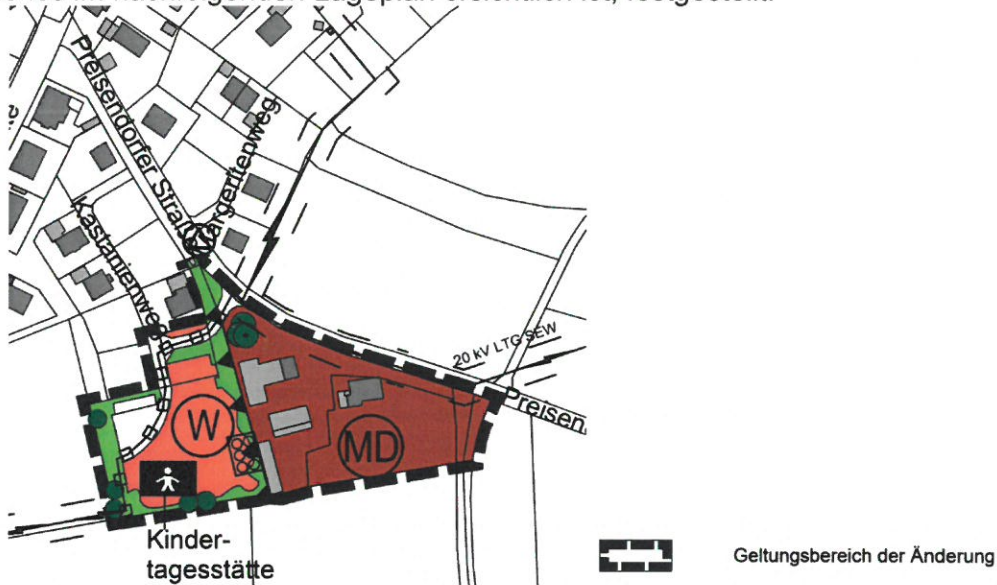 Preisendorfer Straße
Margeritenweg
Kastanienweg
W
20 kV LTG SEW
Preisen
W
MD
Kinder-
tagesstätte
Geltungsbereich der Änderung